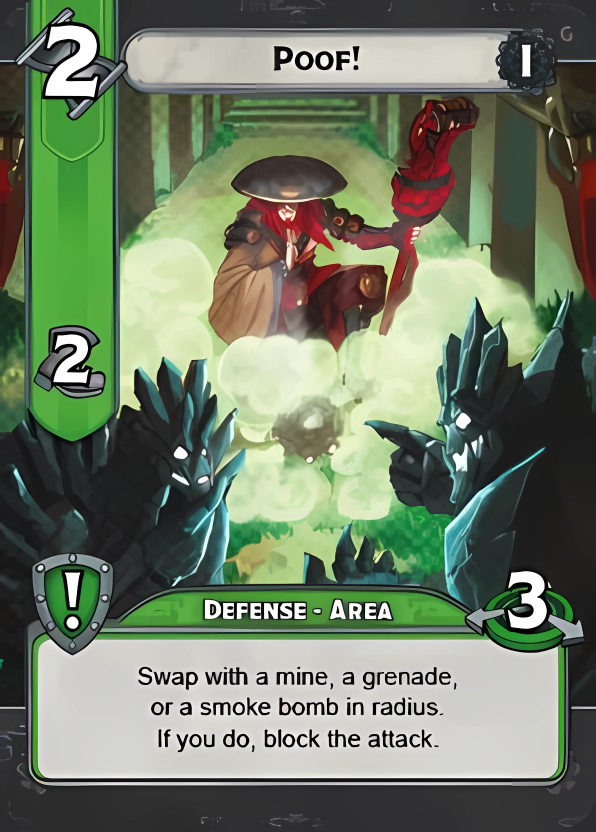 G
2
Poof!
1
2
!
Defense - Area
3
Swap with a mine, a grenade,
or a smoke bomb in radius.
If you do, block the attack.